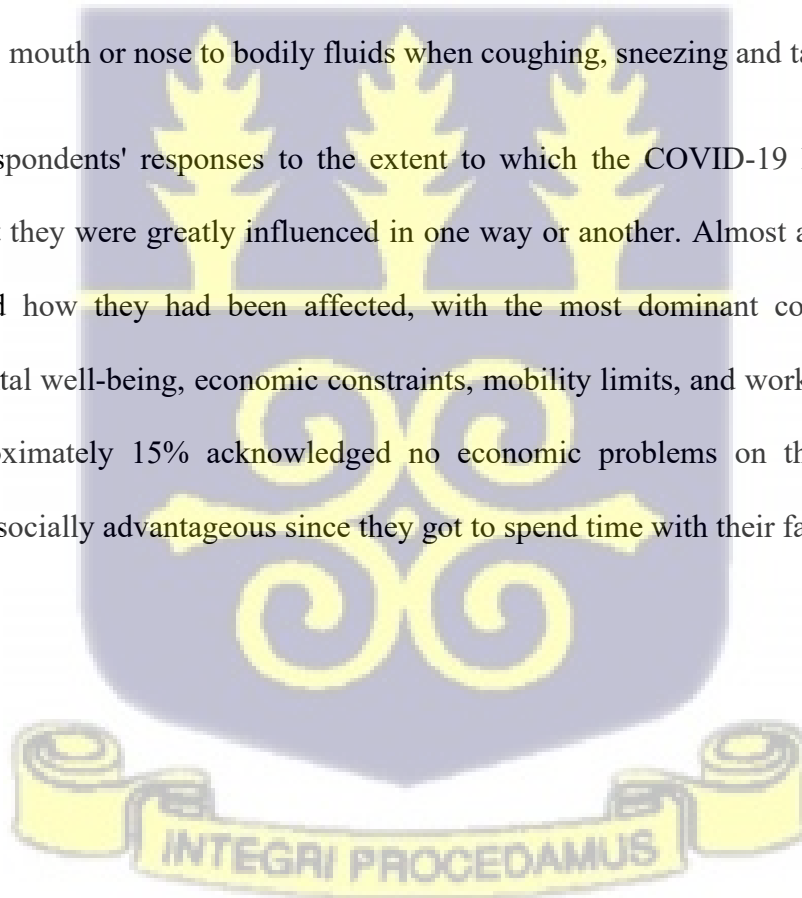 mouth or nose to bodily fluids when coughing, sneezing and ta
spondents' responses to the extent to which the COVID-19
t they were greatly influenced in one way or another. Almost a
d how they had been affected, with the most dominant co
tal well-being, economic constraints, mobility limits, and work
oximately 15% acknowledged no economic problems on th
socially advantageous since they got to spend time with their fa
INTEGRI PROCEDAMUS